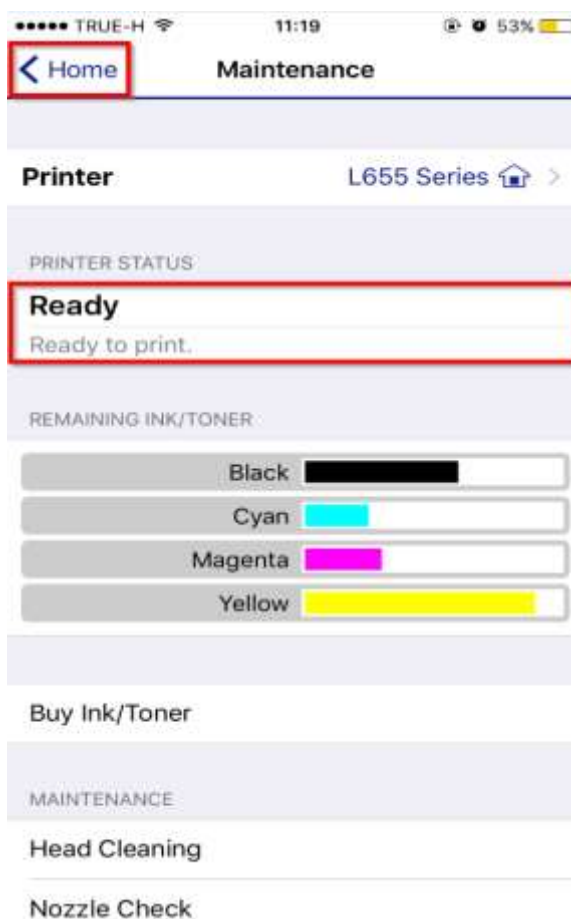 TRUE-H 11:19 53%
Home Maintenance
Printer L655 Series
PRINTER STATUS
Ready
Ready to print.
REMAINING INK/TONER
Black
Cyan
Magenta
Yellow
Buy Ink/Toner
MAINTENANCE
Head Cleaning
Nozzle Check